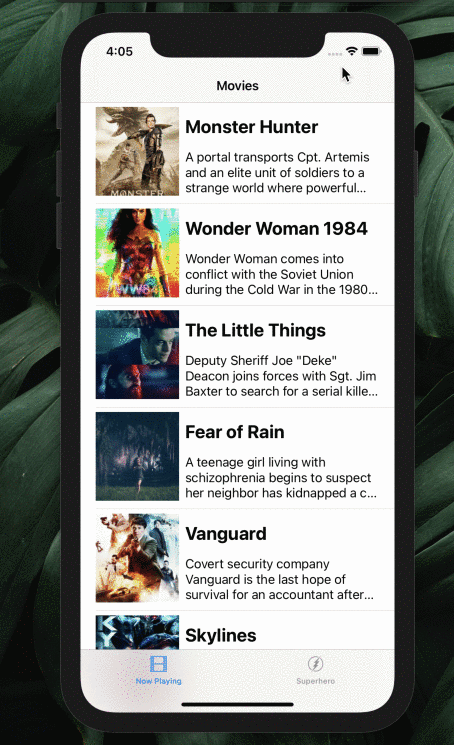 4:05
Movies
Monster Hunter
A portal transports Cpt. Artemis
and an elite unit of soldiers to a
strange world where powerful...
MONSTER
Wonder Woman 1984
Wonder Woman comes into
conflict with the Soviet Union
during the Cold War in the 1980...
WW84
The Little Things
Deputy Sheriff Joe "Deke"
Deacon joins forces with Sgt. Jim
Baxter to search for a serial kille...
Fear of Rain
A teenage girl living with
schizophrenia begins to suspect
her neighbor has kidnapped a c...
Vanguard
Covert security company
Vanguard is the last hope of
survival for an accountant after...
Skylines
Now Playing
Superhero